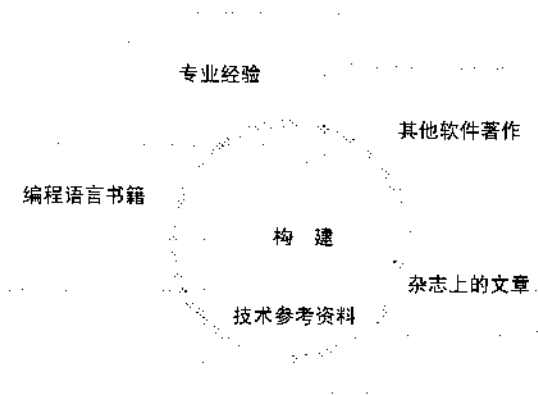 专业经验
其他软件著作
编程语言书籍
构 建
杂志上的文章
技术参考资料